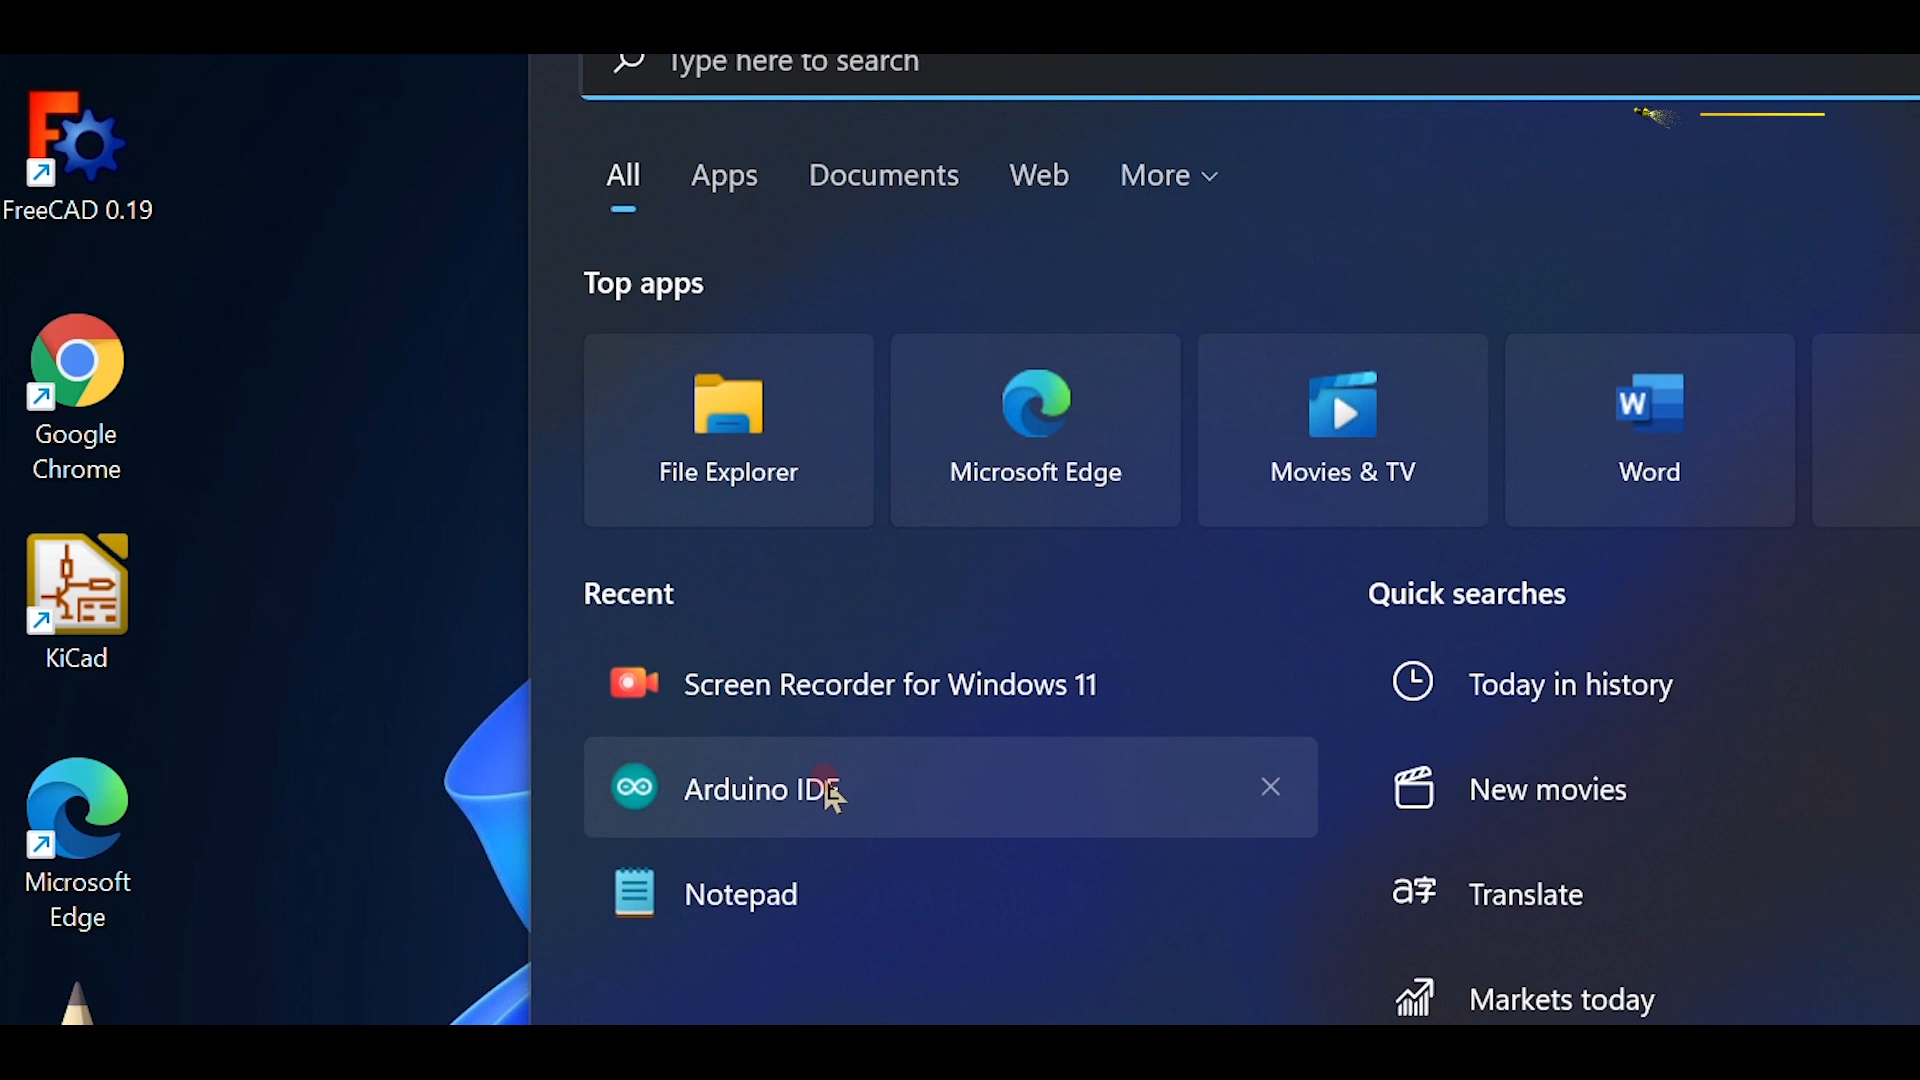 Type here to search
All Apps Documents Web More
Top apps
File Explorer Microsoft Edge Movies & TV Word
Recent
Quick searches
Screen Recorder for Windows 11
Today in history
Arduino IDE
New movies
Notepad
Translate
Markets today
FreeCAD 0.19
Google
Chrome
KiCad
Microsoft
Edge